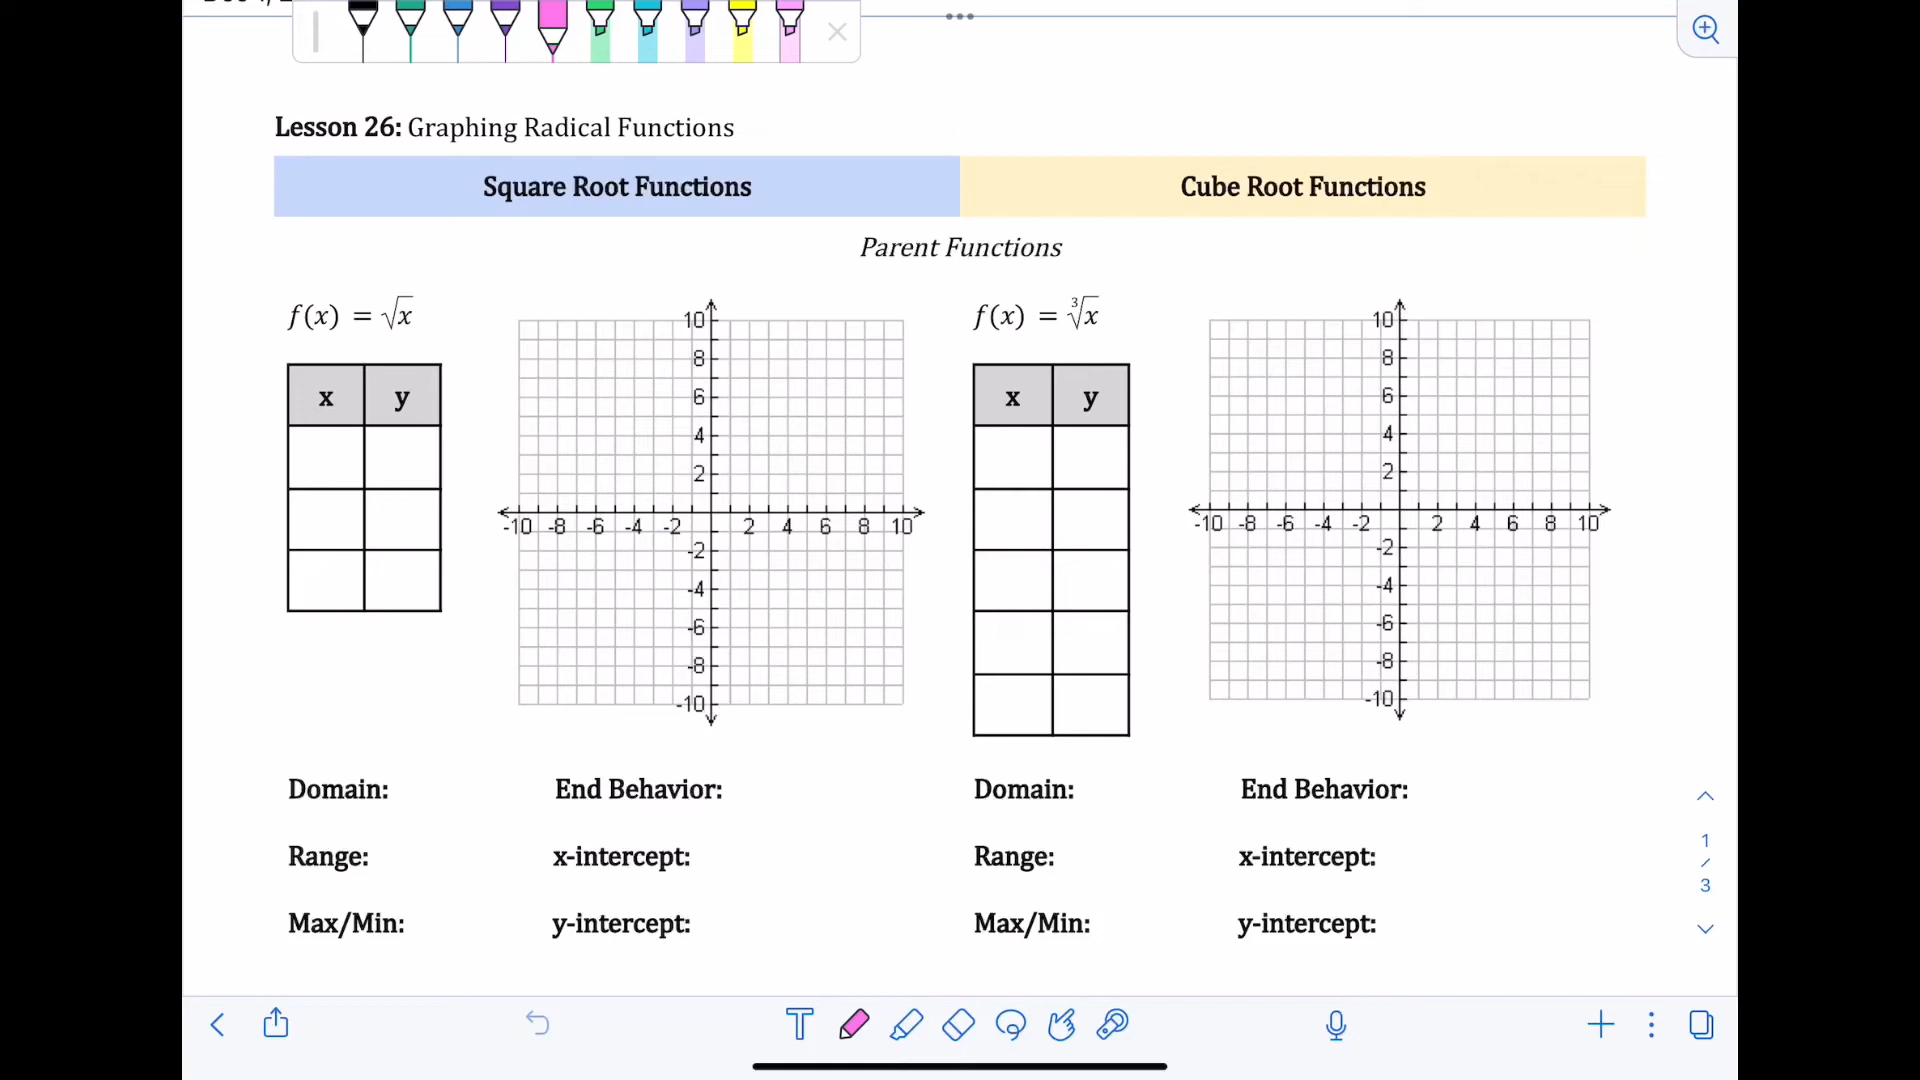 Lesson 26: Graphing Radical Functions
Square Root Functions
Cube Root Functions
Parent Functions
f(x) = √x
x y
10
8
6
4
2
-10 -8 -6 -4 -2 2 4 6 8 10
-2
-4
-6
-8
-10
f(x) = ∛x
x y
10
8
6
4
2
-10 -8 -6 -4 -2 2 4 6 8 10
-2
-4
-6
-8
-10
Domain:
End Behavior:
Range:
x-intercept:
Max/Min:
y-intercept:
Domain:
End Behavior:
Range:
x-intercept:
Max/Min:
y-intercept:
1
/
3